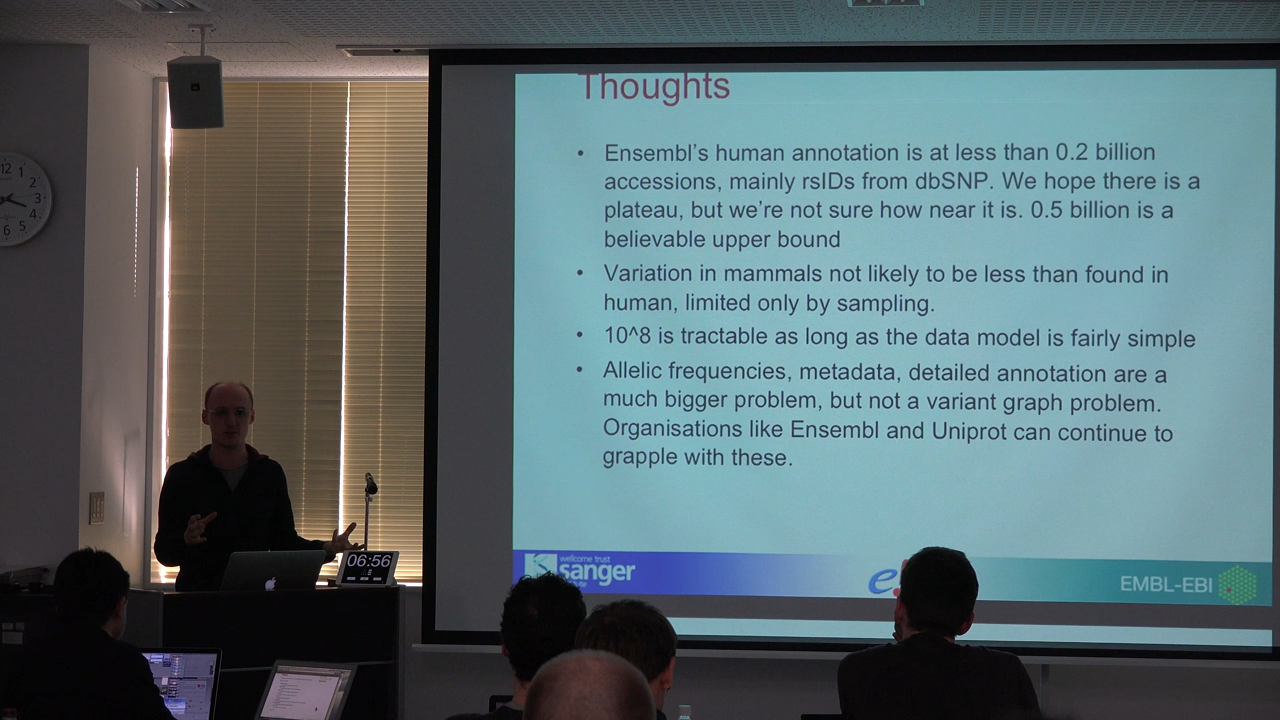 Thoughts
• Ensembl's human annotation is at less than 0.2 billion
accessions, mainly rsIDs from dbSNP. We hope there is a
plateau, but we're not sure how near it is. 0.5 billion is a
believable upper bound
• Variation in mammals not likely to be less than found in
human, limited only by sampling.
• 10^8 is tractable as long as the data model is fairly simple
• Allelic frequencies, metadata, detailed annotation are a
much bigger problem, but not a variant graph problem.
Organisations like Ensembl and Uniprot can continue to
grapple with these.
wellcome trust
sanger
EMBL-EBI
06:56
12
1
2
3
4
5
6